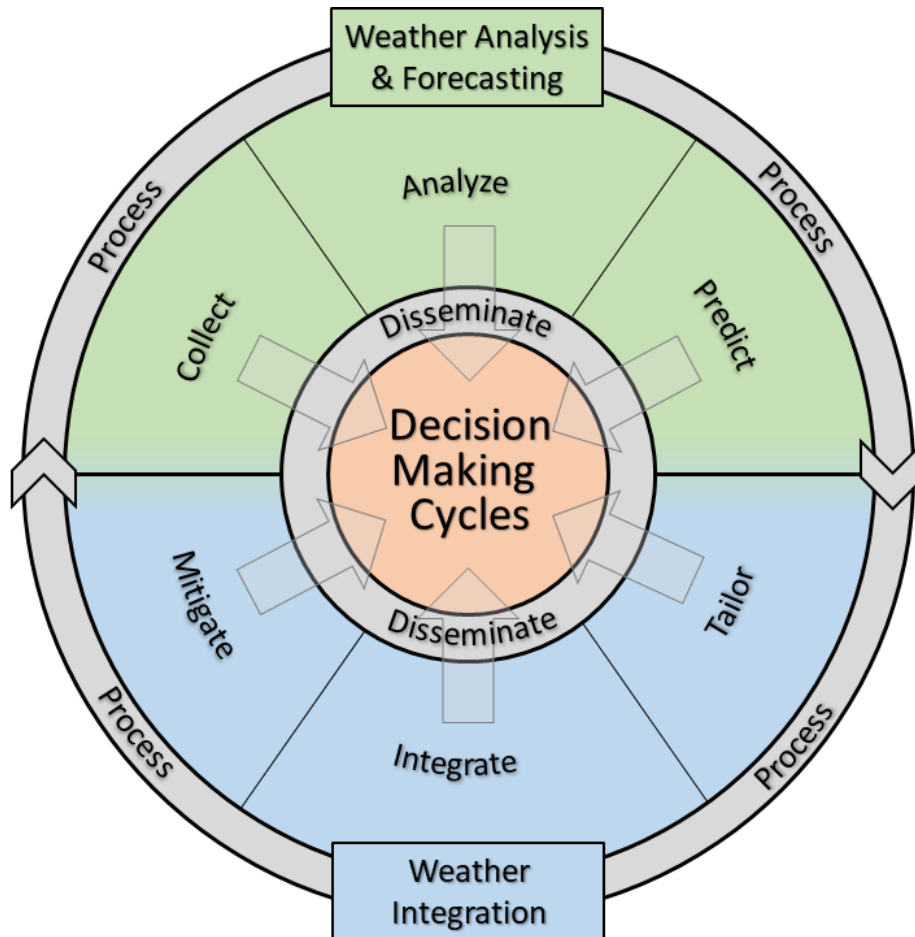 Weather Analysis
& Forecasting
Process
Process
Analyze
Collect
Predict
Disseminate
Decision
Making
Cycles
Disseminate
Mitigate
Tailor
Integrate
Process
Process
Weather
Integration